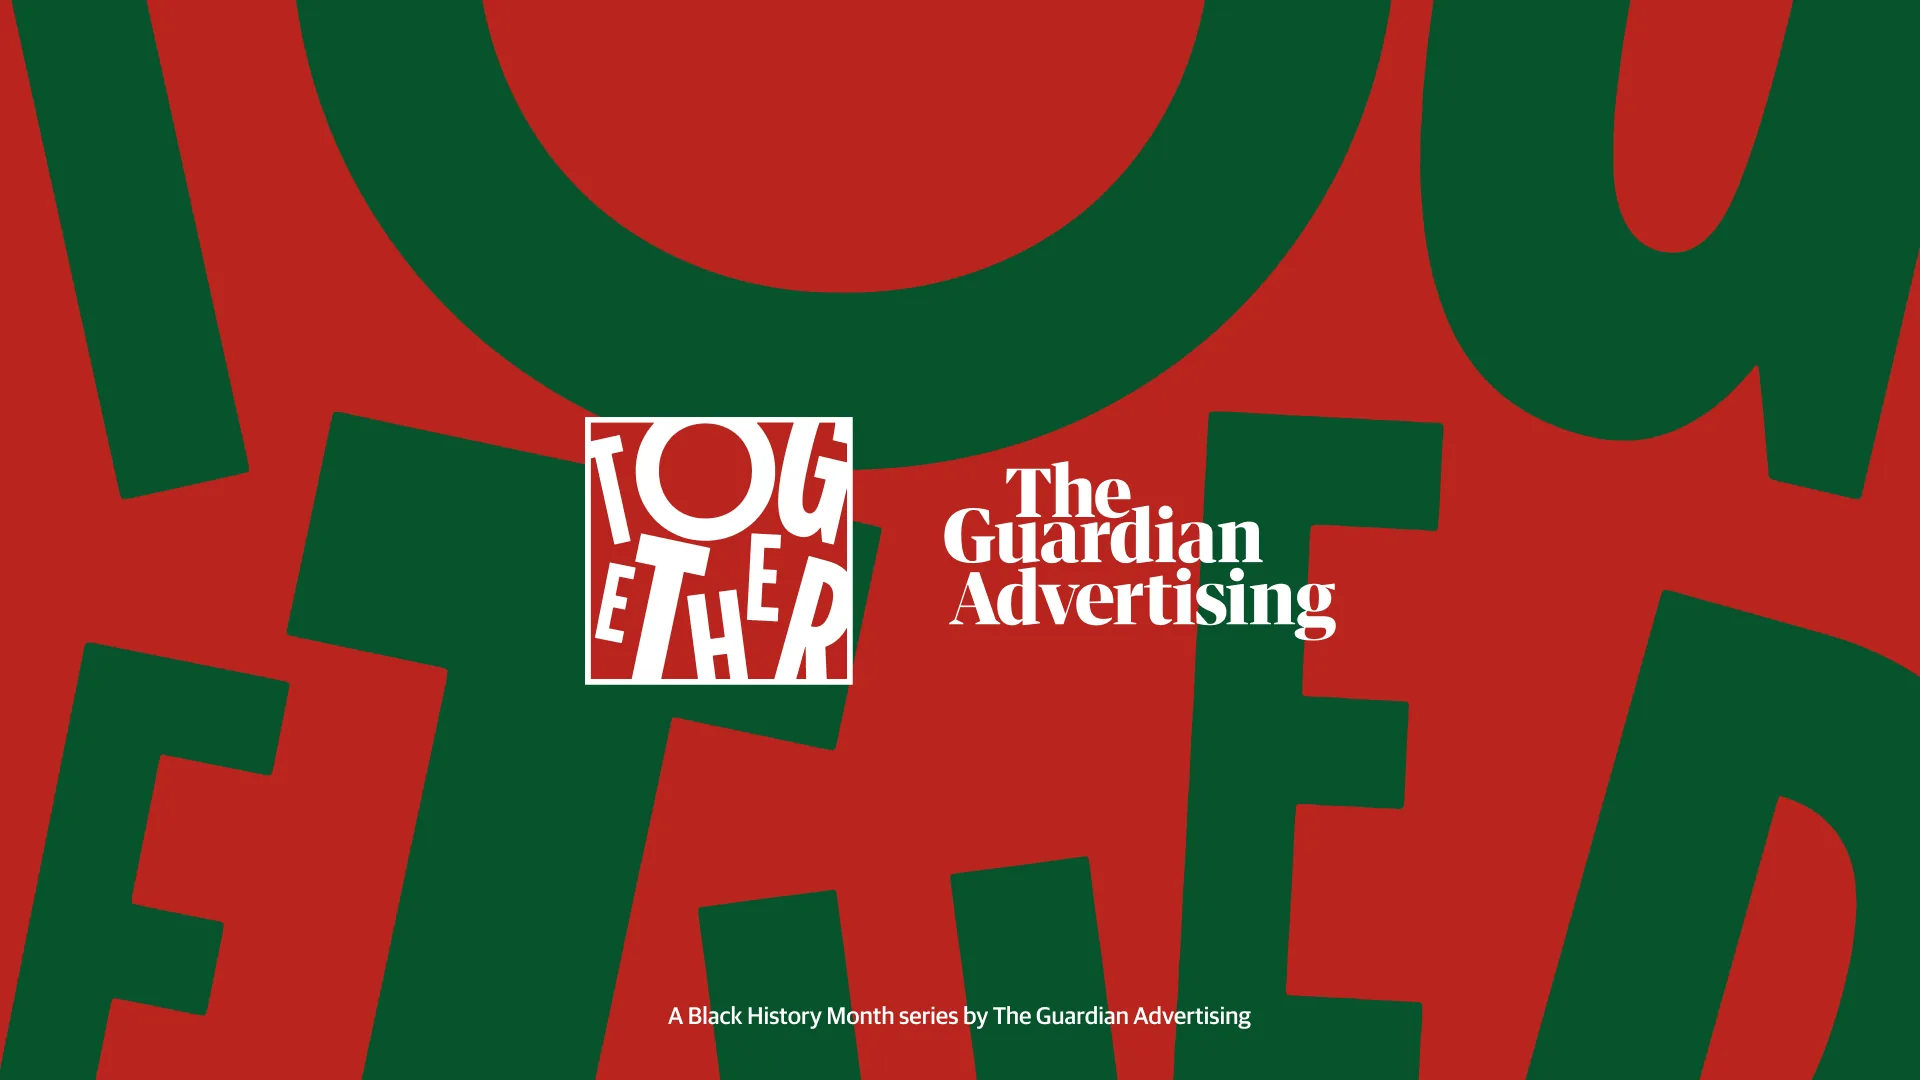 TOG
ETHER
The
Guardian
Advertising
A Black History Month series by The Guardian Advertising